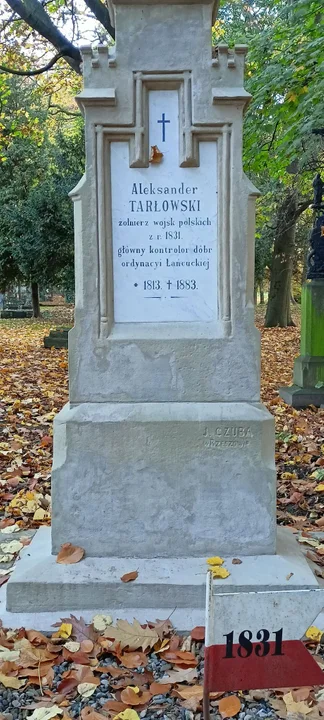 Aleksander
TARŁOWSKI
żołnierz wojsk polskich
z r. 1831.
główny kontrolor dóbr
ordynacyi Łańcuckiej
* 1813. † 1883.
J. CZUBA
1831